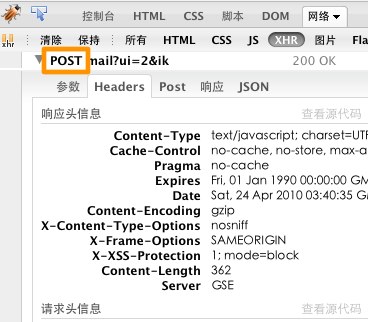 控制台 HTML CSS 脚本 DOM 网络
xhr 清除 保持 所有 HTML CSS JS XHR 图片 Fla
POST mail?ui=2&ik 200 OK
参数 Headers Post 响应 JSON
响应头信息 查看源代码
Content-Type text/javascript; charset=UTF
Cache-Control no-cache, no-store, max-a
Pragma no-cache
Expires Fri, 01 Jan 1990 00:00:00 GM
Date Sat, 24 Apr 2010 03:40:35 G
Content-Encoding gzip
X-Content-Type-Options nosniff
X-Frame-Options SAMEORIGIN
X-XSS-Protection 1; mode=block
Content-Length 362
Server GSE
请求头信息 查看源代码